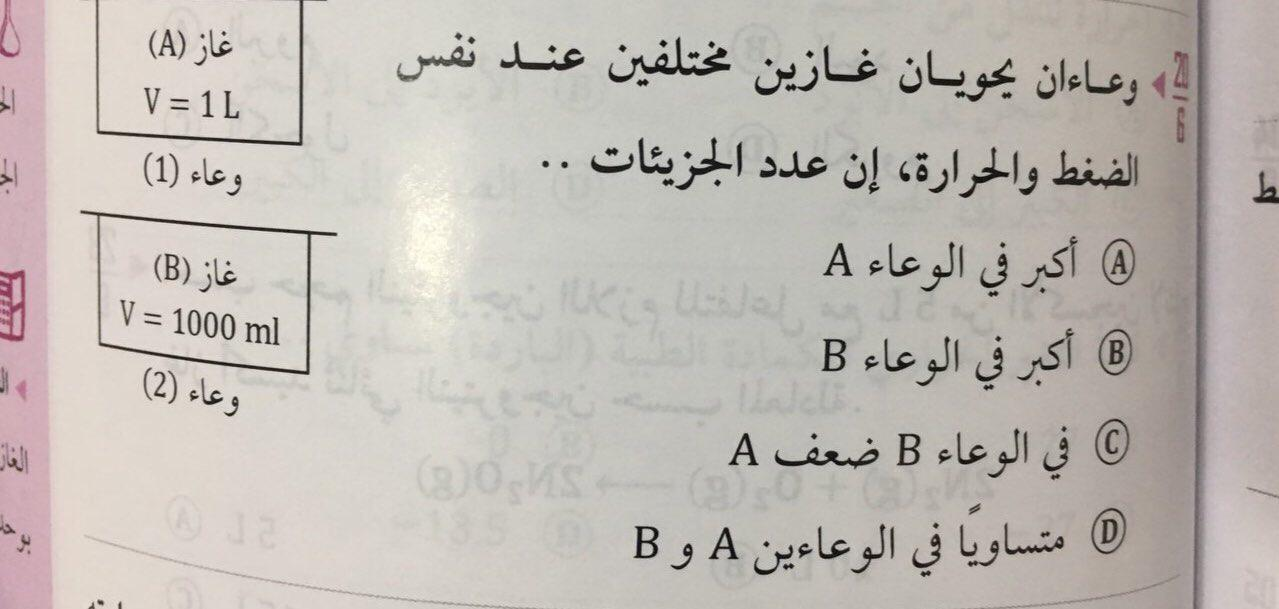 20
6
وعاءان يحويان غازين مختلفين عند نفس
الضغط والحرارة، إن عدد الجزيئات ..
Ⓐ أكبر في الوعاء A
Ⓑ أكبر في الوعاء B
Ⓒ في الوعاء B ضعف A
Ⓓ متساويًا في الوعاءين A و B
غاز (A)
V = 1 L
وعاء (1)
غاز (B)
V = 1000 ml
وعاء (2)